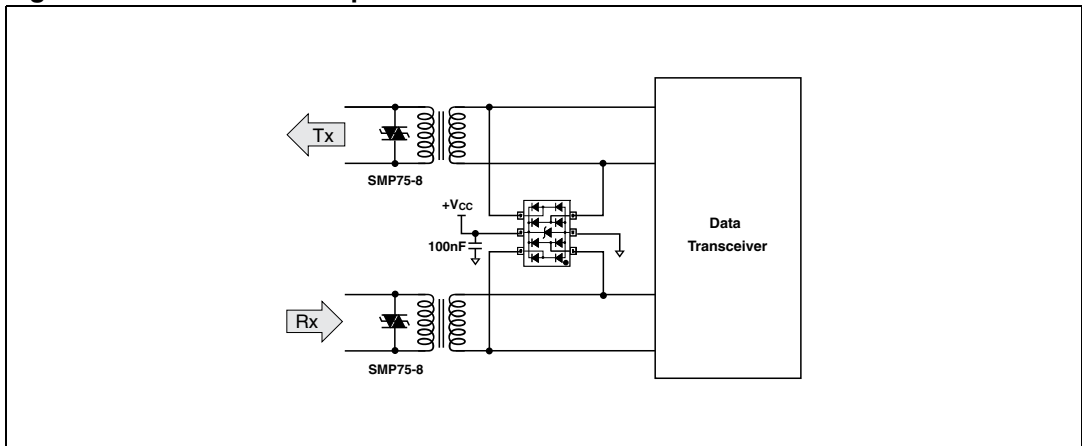 Tx
SMP75-8
+Vcc
100nF
Data
Transceiver
Rx
SMP75-8